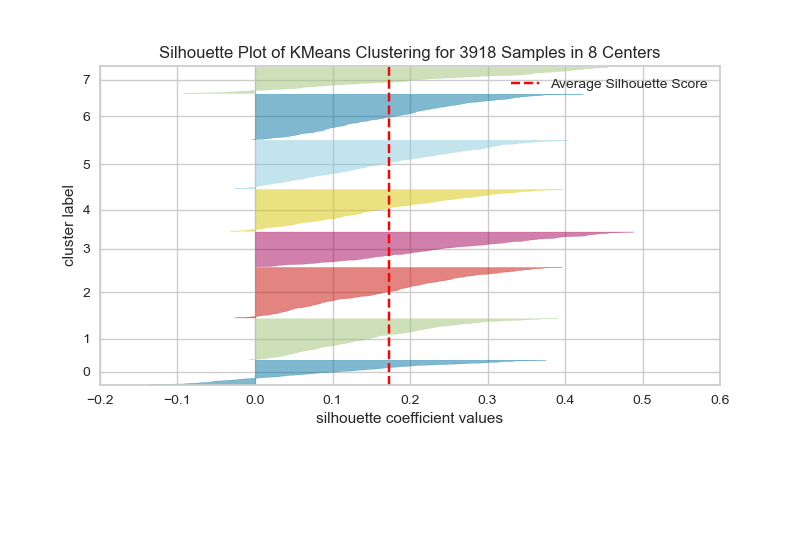 Silhouette Plot of KMeans Clustering for 3918 Samples in 8 Centers
Average Silhouette Score
cluster label
7
6
5
4
3
2
1
0
−0.2 −0.1 0.0 0.1 0.2 0.3 0.4 0.5 0.6
silhouette coefficient values